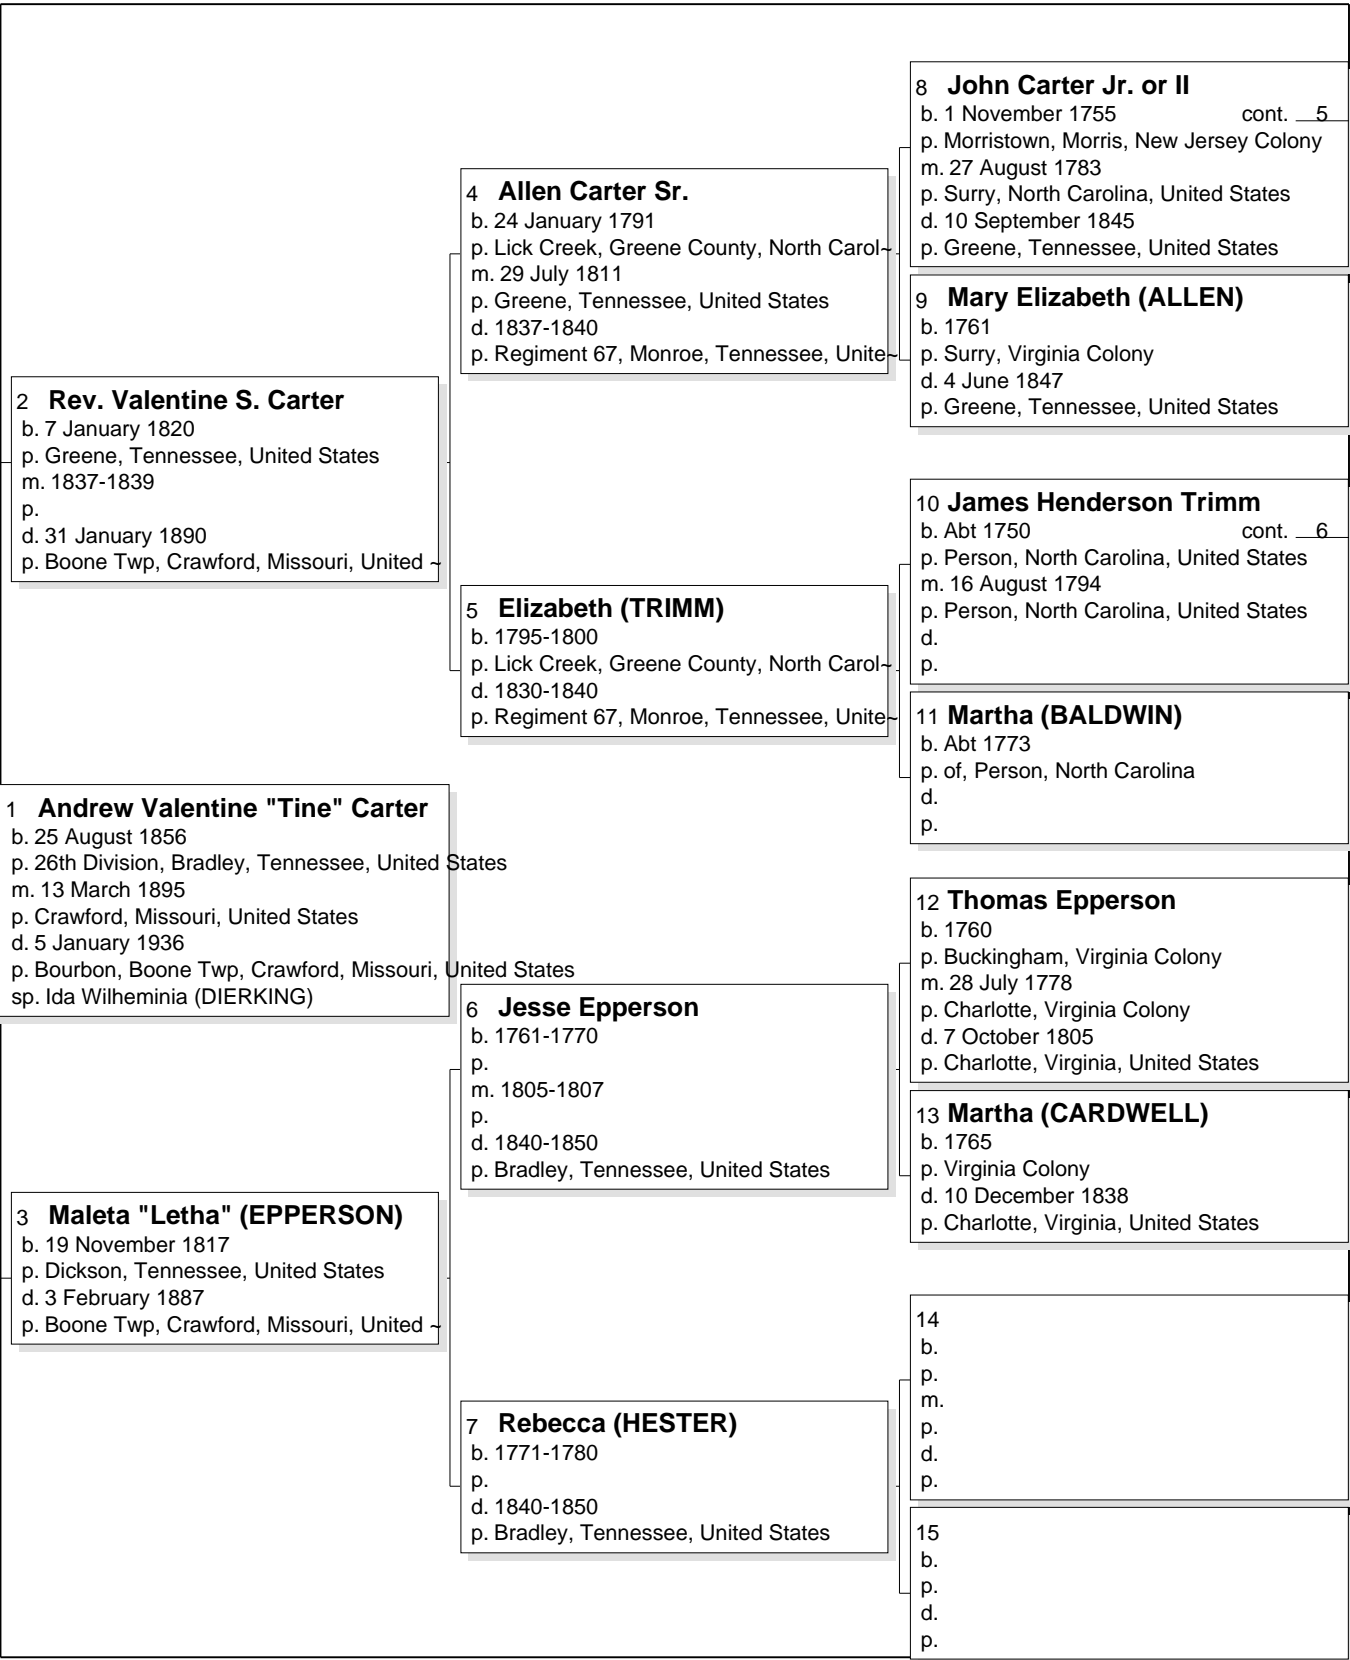 8 John Carter Jr. or II
b. 1 November 1755 cont. 5
p. Morristown, Morris, New Jersey Colony
m. 27 August 1783
p. Surry, North Carolina, United States
d. 10 September 1845
p. Greene, Tennessee, United States
4 Allen Carter Sr.
b. 24 January 1791
p. Lick Creek, Greene County, North Carol~
m. 29 July 1811
p. Greene, Tennessee, United States
d. 1837-1840
p. Regiment 67, Monroe, Tennessee, Unite~
9 Mary Elizabeth (ALLEN)
b. 1761
p. Surry, Virginia Colony
d. 4 June 1847
p. Greene, Tennessee, United States
2 Rev. Valentine S. Carter
b. 7 January 1820
p. Greene, Tennessee, United States
m. 1837-1839
p.
d. 31 January 1890
p. Boone Twp, Crawford, Missouri, United ~
10 James Henderson Trimm
b. Abt 1750 cont. 6
p. Person, North Carolina, United States
m. 16 August 1794
p. Person, North Carolina, United States
d.
p.
5 Elizabeth (TRIMM)
b. 1795-1800
p. Lick Creek, Greene County, North Carol~
d. 1830-1840
p. Regiment 67, Monroe, Tennessee, Unite~
11 Martha (BALDWIN)
b. Abt 1773
p. of, Person, North Carolina
d.
p.
1 Andrew Valentine "Tine" Carter
b. 25 August 1856
p. 26th Division, Bradley, Tennessee, United States
m. 13 March 1895
p. Crawford, Missouri, United States
d. 5 January 1936
p. Bourbon, Boone Twp, Crawford, Missouri, United States
sp. Ida Wilheminia (DIERKING)
12 Thomas Epperson
b. 1760
p. Buckingham, Virginia Colony
m. 28 July 1778
p. Charlotte, Virginia Colony
d. 7 October 1805
p. Charlotte, Virginia, United States
6 Jesse Epperson
b. 1761-1770
p.
m. 1805-1807
p.
d. 1840-1850
p. Bradley, Tennessee, United States
13 Martha (CARDWELL)
b. 1765
p. Virginia Colony
d. 10 December 1838
p. Charlotte, Virginia, United States
3 Maleta "Letha" (EPPERSON)
b. 19 November 1817
p. Dickson, Tennessee, United States
d. 3 February 1887
p. Boone Twp, Crawford, Missouri, United ~
14
b.
p.
m.
p.
d.
p.
7 Rebecca (HESTER)
b. 1771-1780
p.
d. 1840-1850
p. Bradley, Tennessee, United States
15
b.
p.
d.
p.